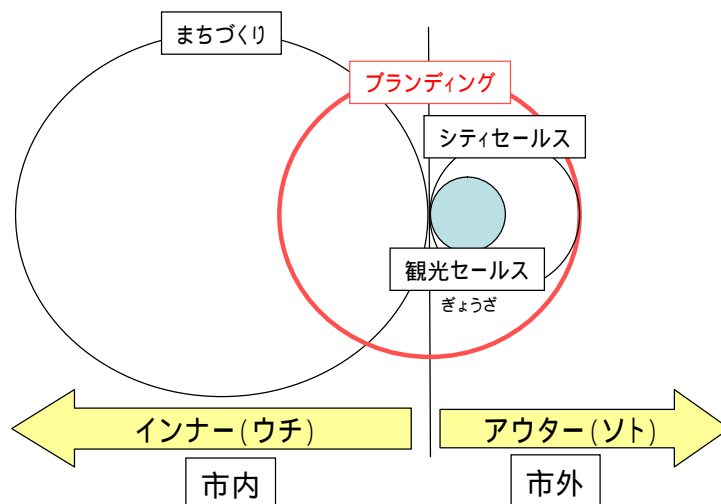 まちづくり
ブランディング
シティセールス
観光セールス
ぎょうざ
インナー(ウチ)
アウター(ソト)
市内
市外